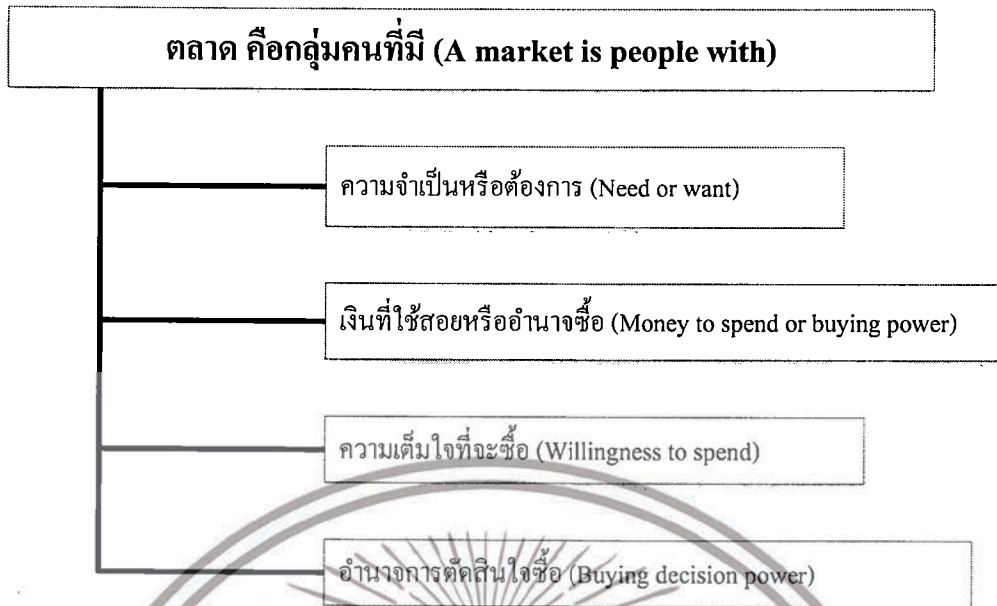 ตลาด คือกลุ่มคนที่มี (A market is people with)
ความจำเป็นหรือต้องการ (Need or want)
เงินที่ใช้สอยหรืออำนาจซื้อ (Money to spend or buying power)
ความเต็มใจที่จะซื้อ (Willingness to spend)
อำนาจการตัดสินใจซื้อ (Buying decision power)